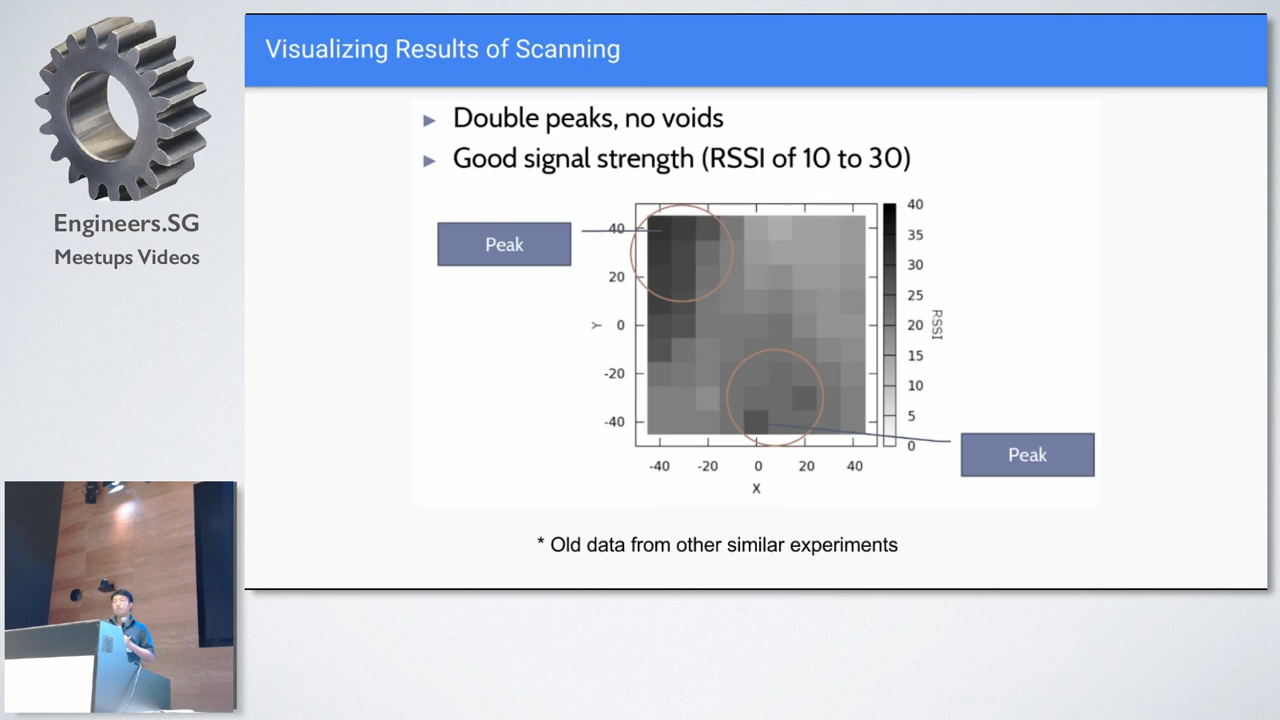 Visualizing Results of Scanning
Engineers.SG
Meetups Videos
Double peaks, no voids
Good signal strength (RSSI of 10 to 30)
Peak
40
20
0
-20
-40
Y
-40
-20
0
20
40
X
40
35
30
25
20
15
10
5
0
RSSI
Peak
* Old data from other similar experiments